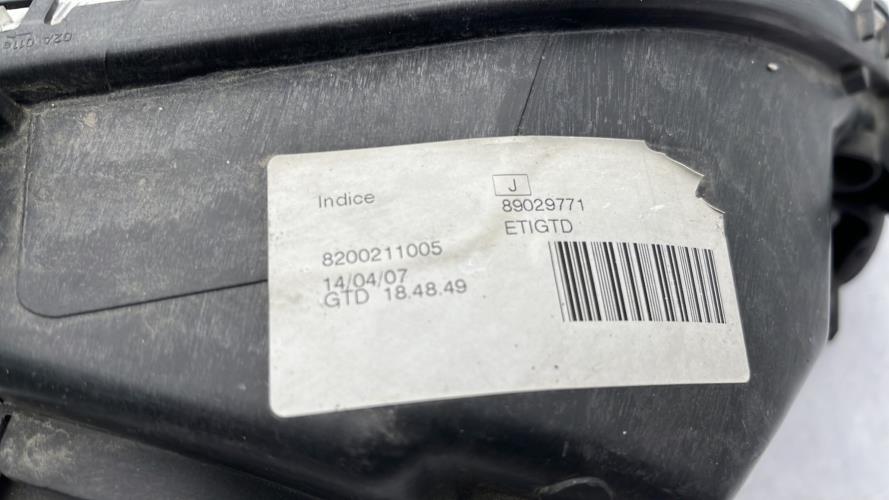 Indice
J
89029771
ETIGTD
8200211005
14/04/07
GTD 18.48.49